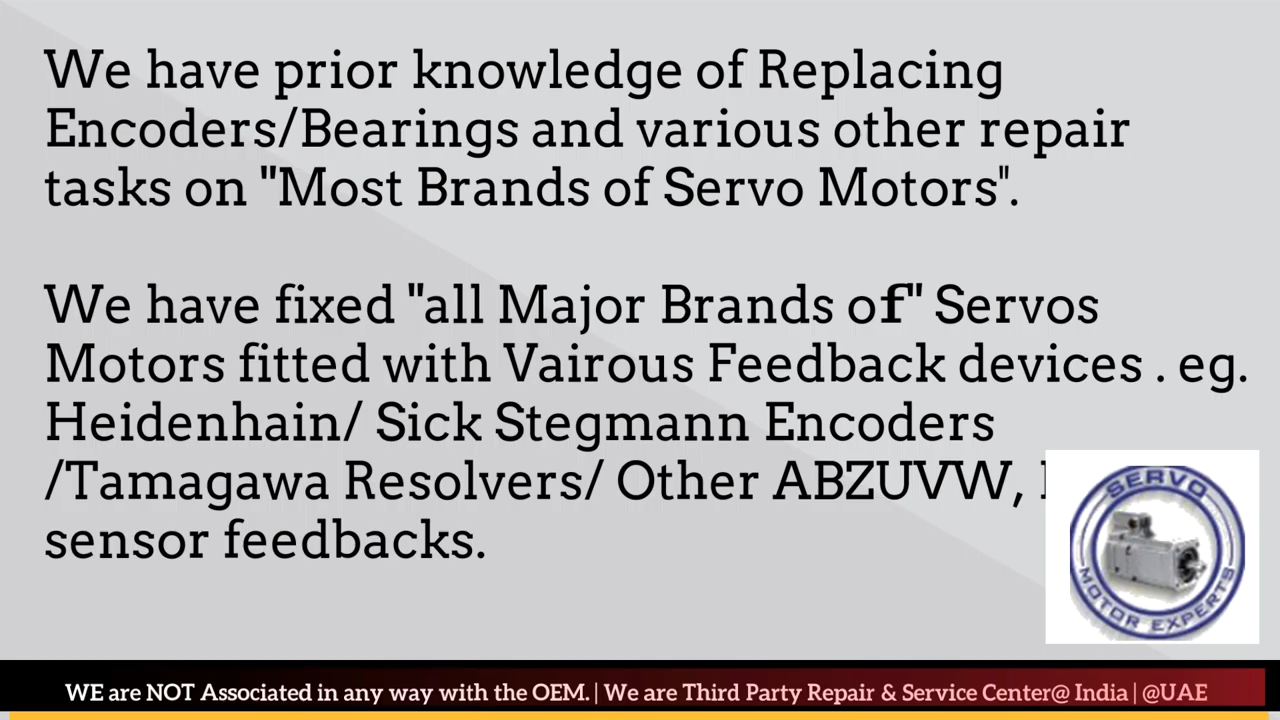 We have prior knowledge of Replacing
Encoders/Bearings and various other repair
tasks on "Most Brands of Servo Motors".
We have fixed "all Major Brands of" Servos
Motors fitted with Vairous Feedback devices . eg.
Heidenhain/ Sick Stegmann Encoders
/Tamagawa Resolvers/ Other ABZUVW,
sensor feedbacks.
SERVO
MOTOR EXPERTS
WE are NOT Associated in any way with the OEM. | We are Third Party Repair & Service Center@ India | @UAE